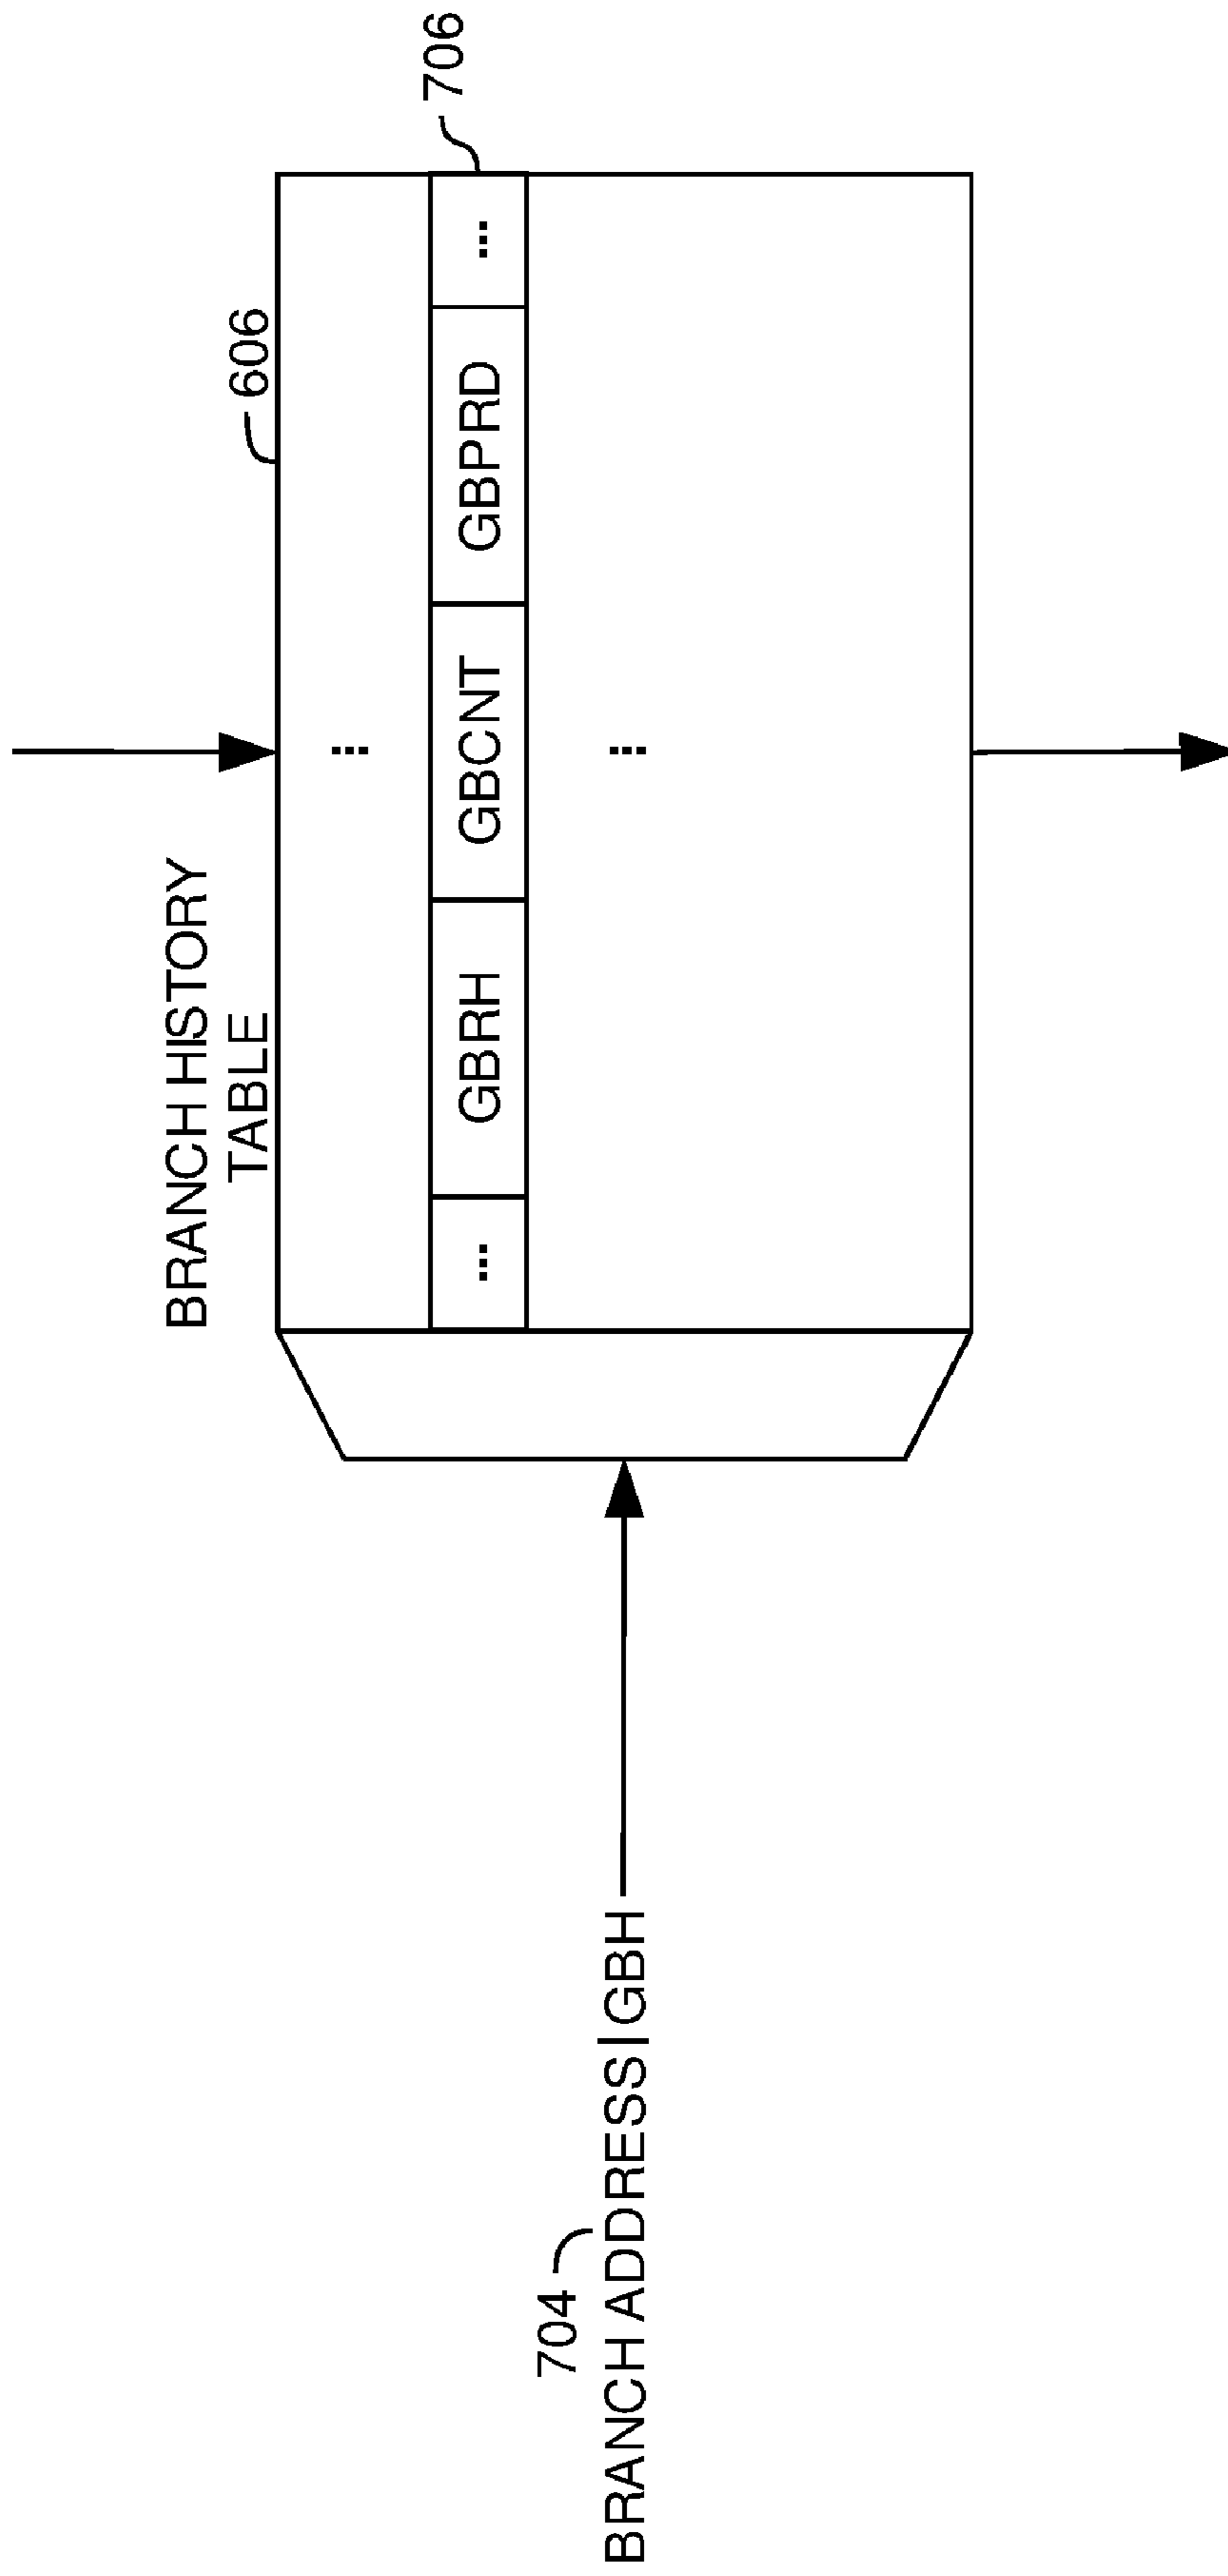 BRANCH HISTORY
TABLE
606
706
...
GBRH
GBCNT
GBPRD
...
...
...
704
BRANCH ADDRESS|GBH